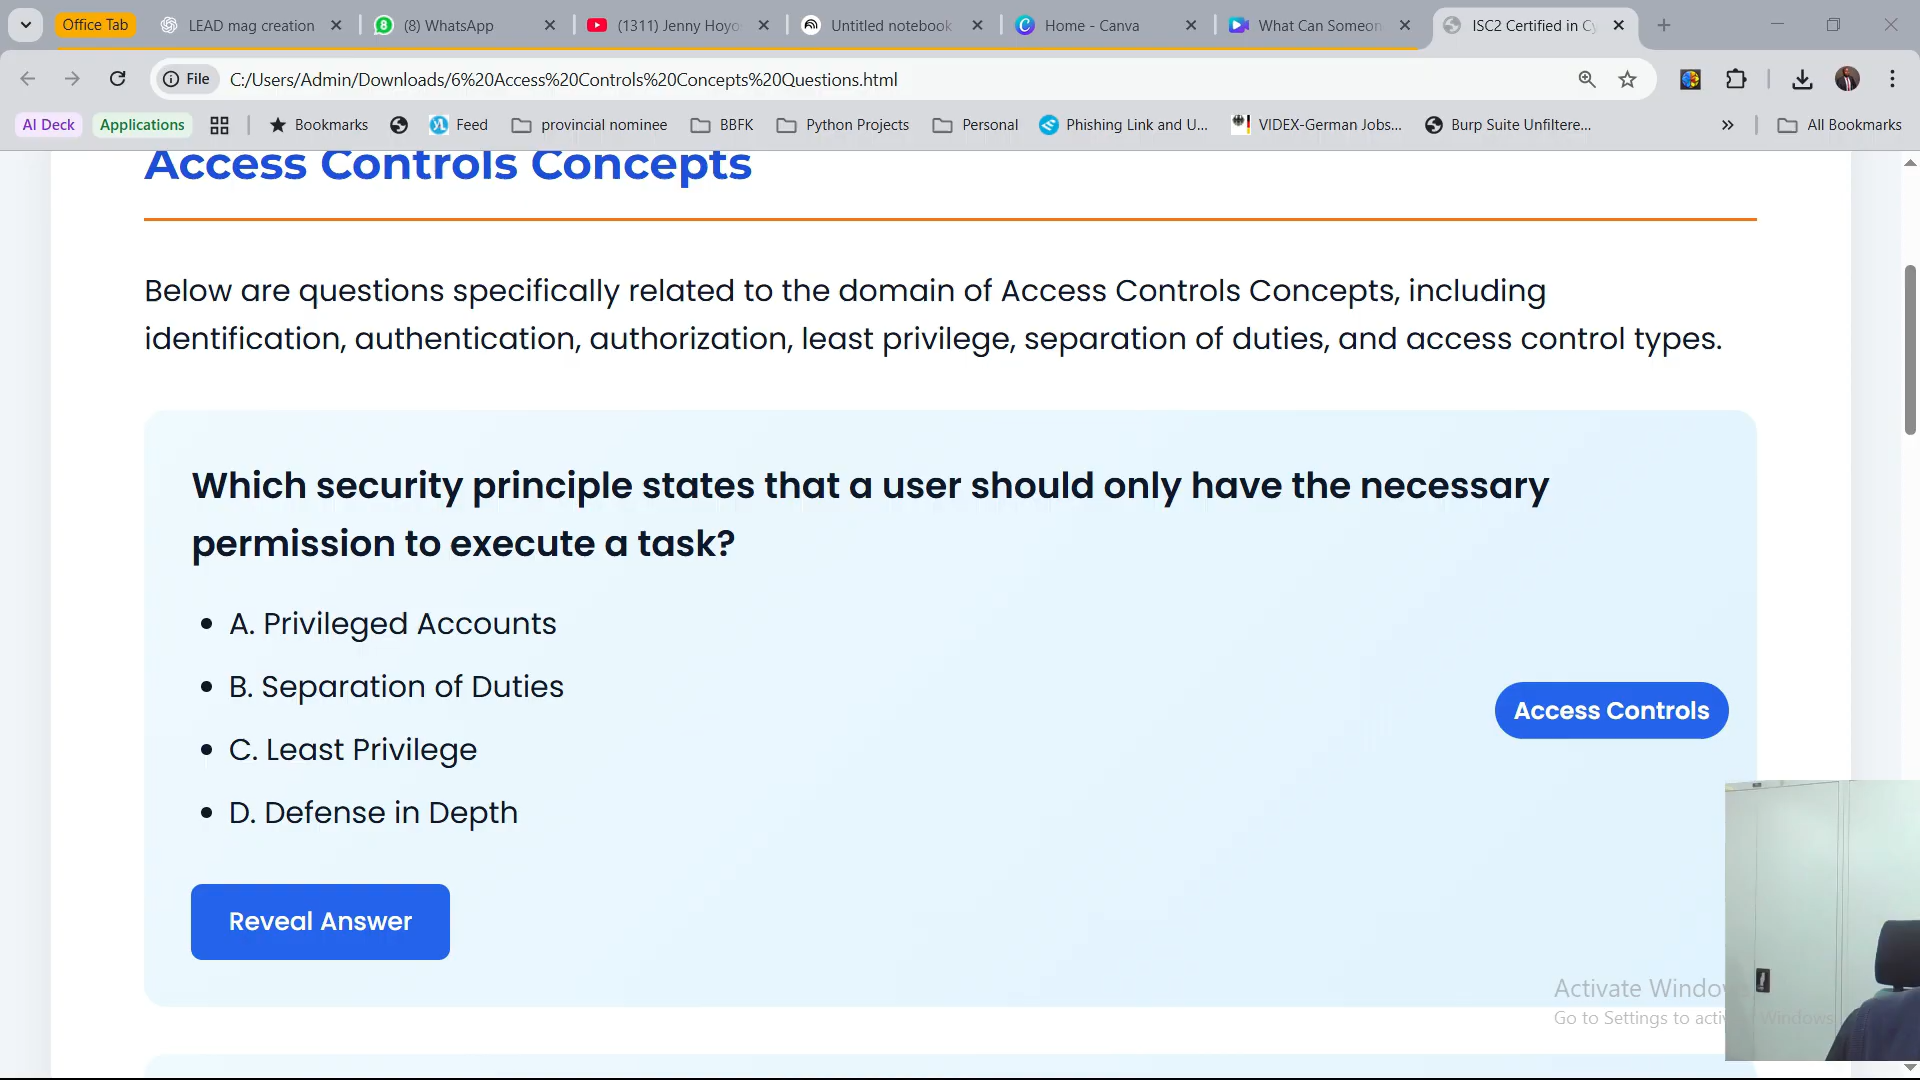 Office Tab
LEAD mag creation
(8) WhatsApp
(1311) Jenny Hoyo
Untitled notebook
Home - Canva
What Can Someon
ISC2 Certified in Cy
File
C:/Users/Admin/Downloads/6%20Access%20Controls%20Concepts%20Questions.html
AI Deck
Applications
Bookmarks
Feed
provincial nominee
BBFK
Python Projects
Personal
Phishing Link and U...
VIDEX-German Jobs...
Burp Suite Unfiltere...
All Bookmarks
Access Controls Concepts
Below are questions specifically related to the domain of Access Controls Concepts, including
identification, authentication, authorization, least privilege, separation of duties, and access control types.
Which security principle states that a user should only have the necessary
permission to execute a task?
A. Privileged Accounts
B. Separation of Duties
C. Least Privilege
D. Defense in Depth
Access Controls
Reveal Answer
Activate Windo
Go to Settings to acti Windows